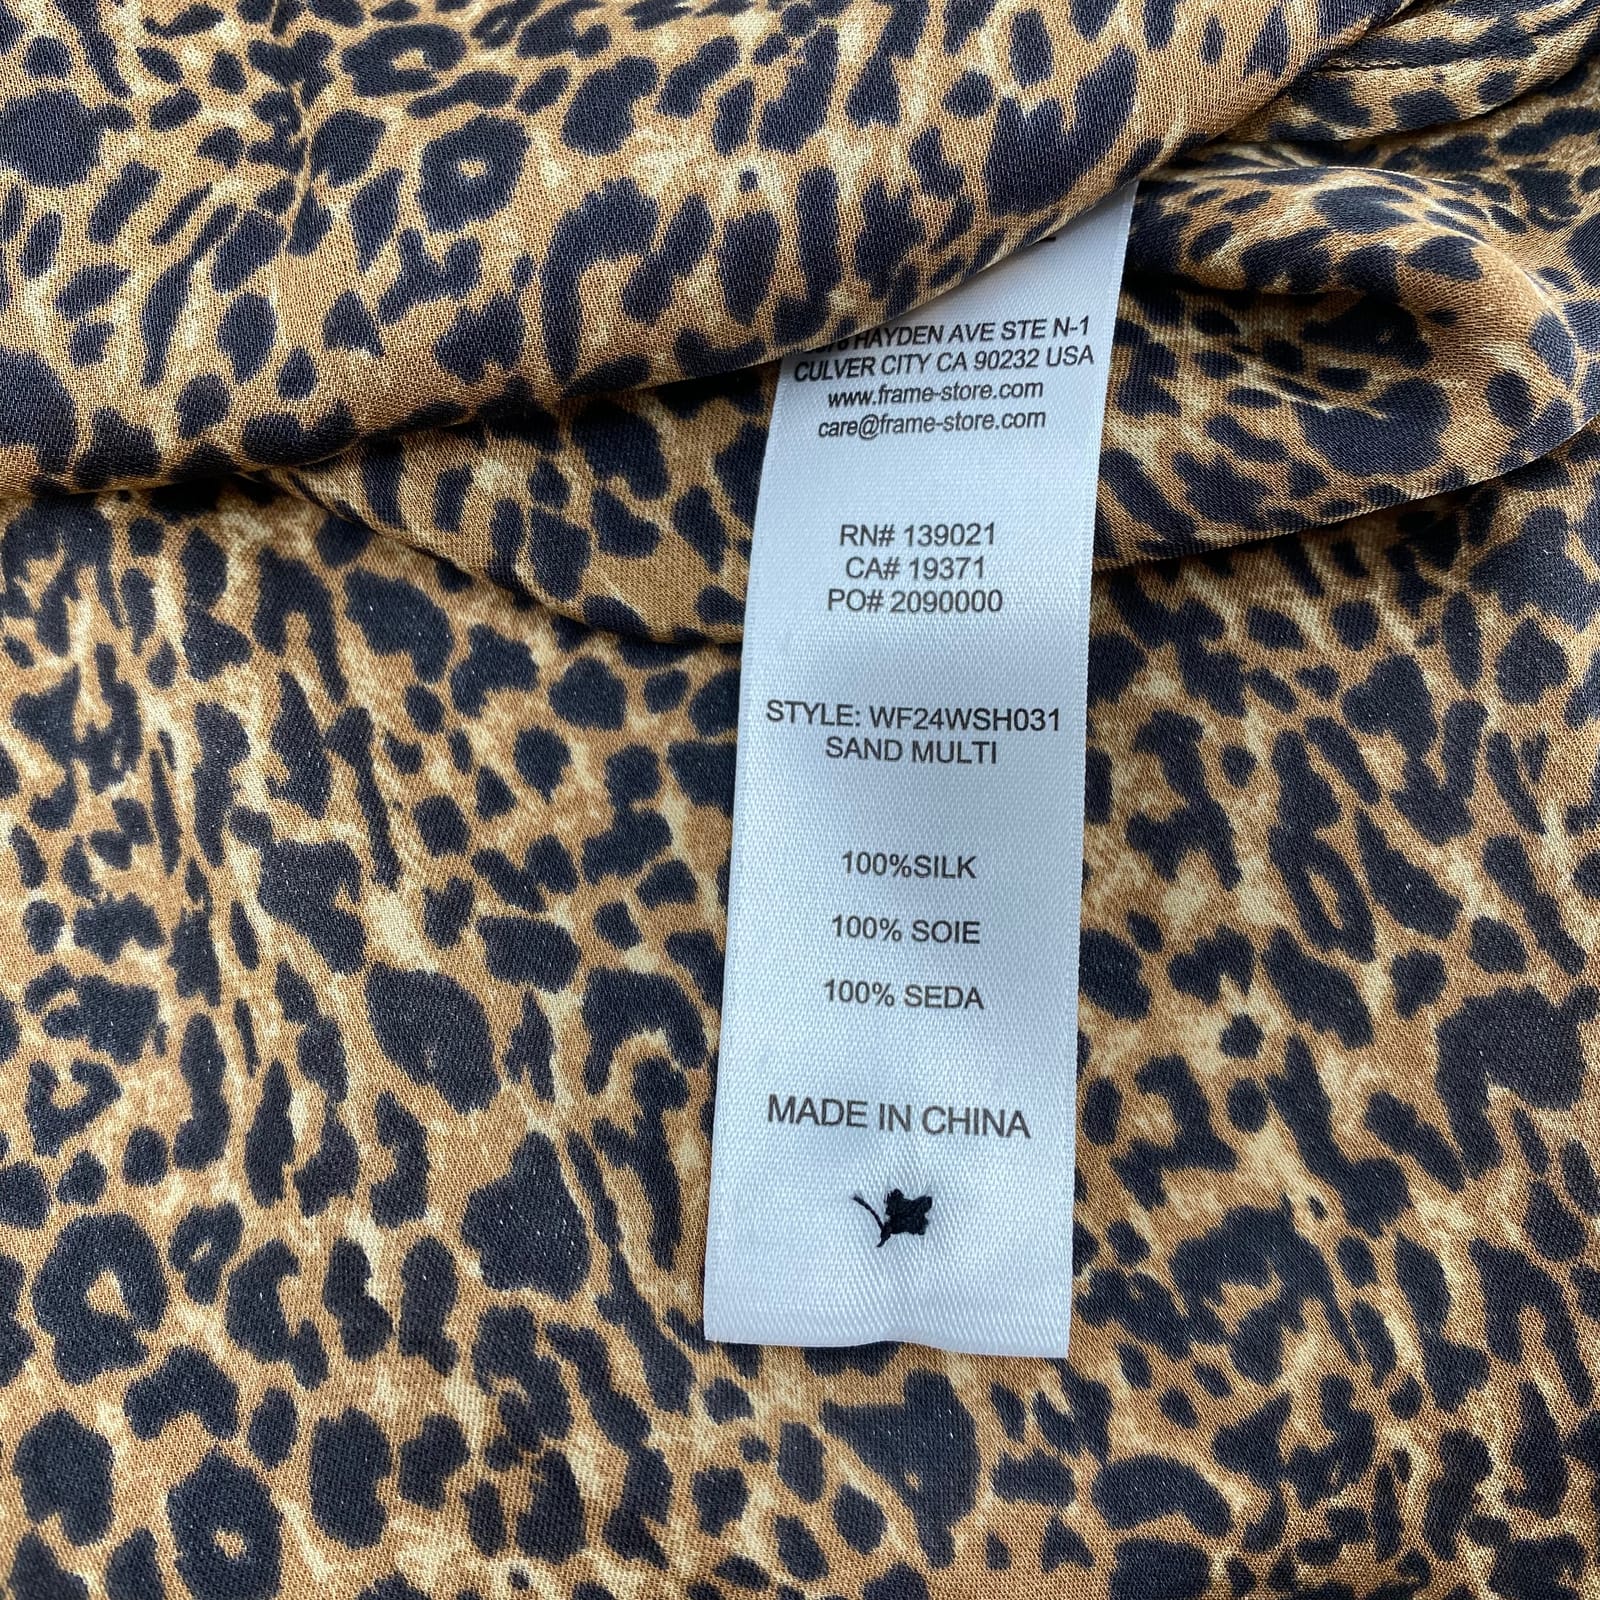 HAYDEN AVE STE N-1
CULVER CITY CA 90232 USA
www.frame-store.com
care@frame-store.com
RN# 139021
CA# 19371
PO# 2090000
STYLE: WF24WSH031
SAND MULTI
100%SILK
100% SOIE
100% SEDA
MADE IN CHINA